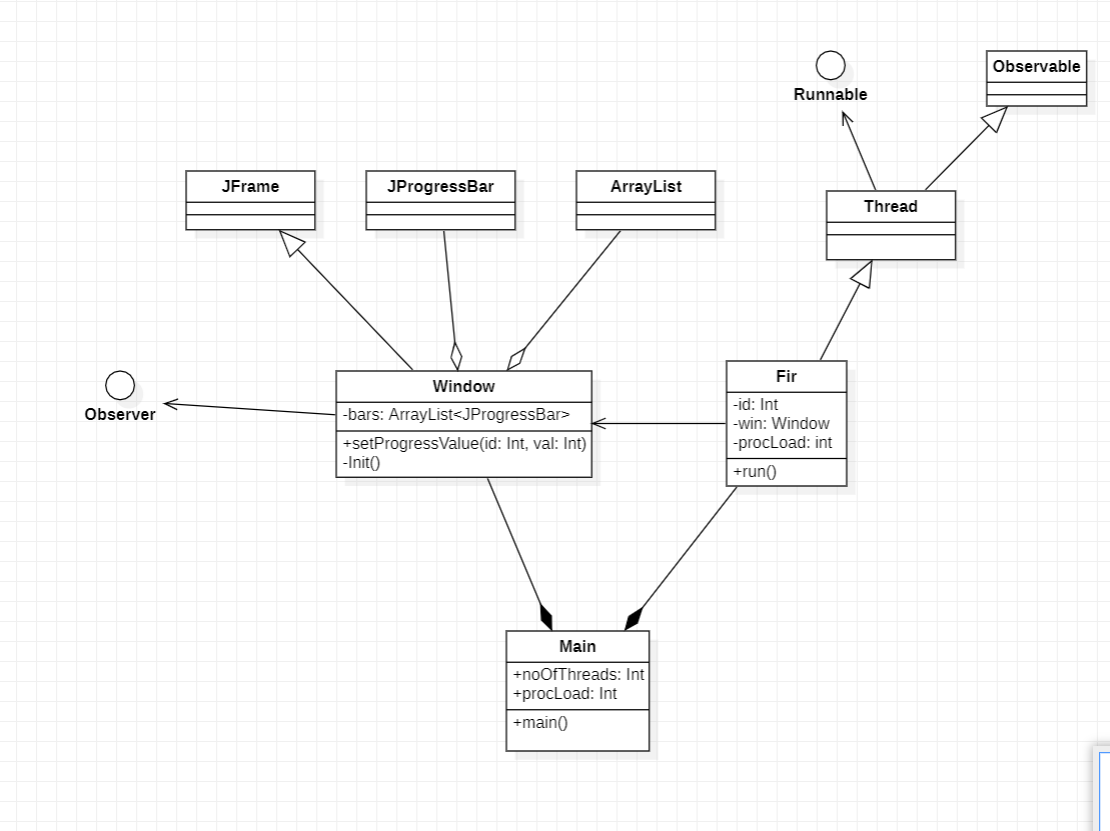 Runnable
Observable
JFrame
JProgressBar
ArrayList
Thread
Observer
Window
-bars: ArrayList<JProgressBar>
+setProgressValue(id: Int, val: Int)
-Init()
Fir
-id: Int
-win: Window
-procLoad: int
+run()
Main
+noOfThreads: Int
+procLoad: Int
+main()